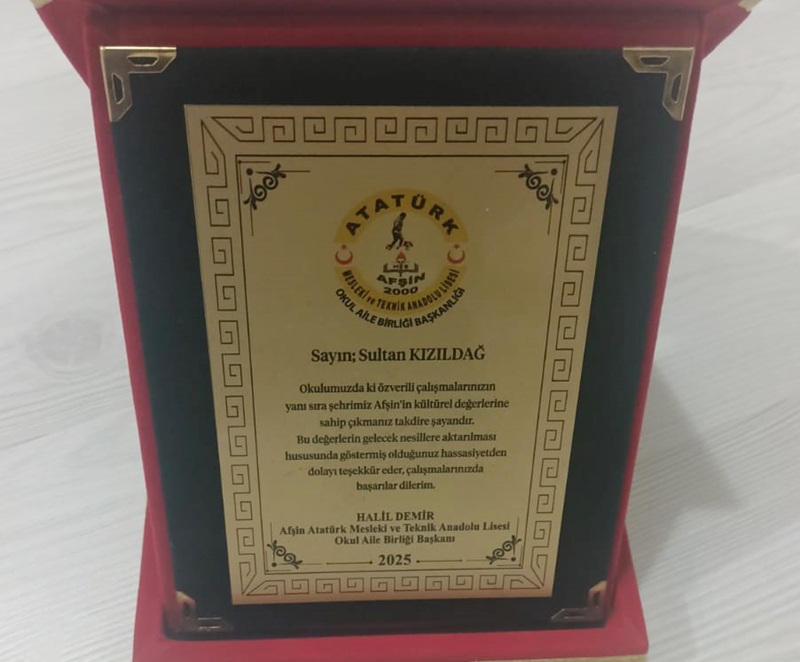 ATATÜRK
AFŞİN
2000
MESLEKİ ve TEKNİK ANADOLU LİSESİ
OKUL AİLE BİRLİĞİ BAŞKANLIĞI
Sayın; Sultan KIZILDAĞ
Okulumuzda ki özverili çalışmalarınızın
yanı sıra şehrimiz Afşin'in kültürel değerlerine
sahip çıkmanız takdire şayandır.
Bu değerlerin gelecek nesillere aktarılması
hususunda göstermiş olduğunuz hassasiyetden
dolayı teşekkür eder, çalışmalarınızda
başarılar dilerim.
HALİL DEMİR
Afşin Atatürk Mesleki ve Teknik Anadolu Lisesi
Okul Aile Birliği Başkanı
2025